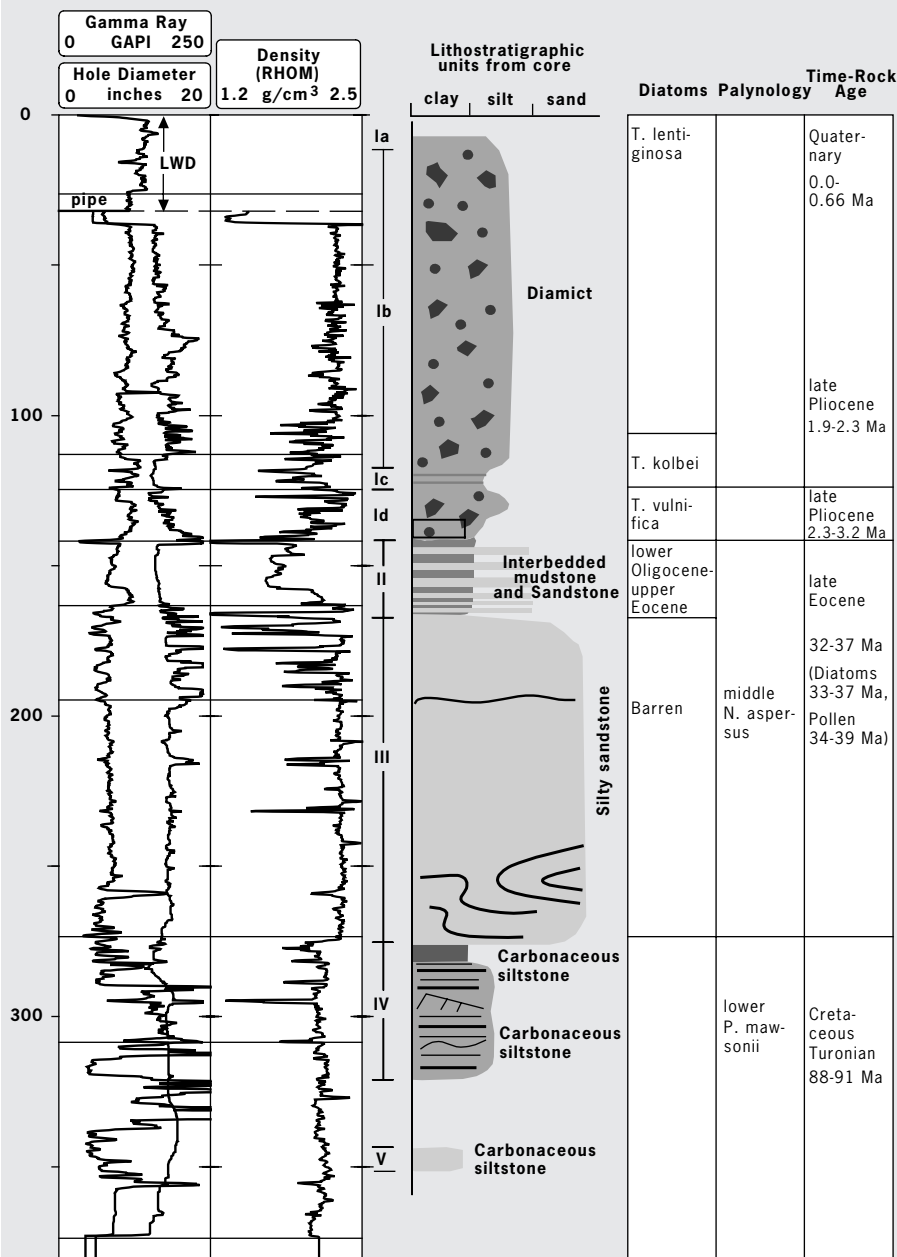 Gamma Ray
0 GAPI 250
Hole Diameter
0 inches 20
Density
(RHOM)
1.2 g/cm³ 2.5
Lithostratigraphic
units from core
clay silt sand
Diatoms
Palynology
Time-Rock
Age
0
100
200
300
LWD
pipe
Ia
Ib
Ic
Id
II
III
IV
V
Diamict
Interbedded
mudstone
and Sandstone
Silty sandstone
Carbonaceous
siltstone
Carbonaceous
siltstone
Carbonaceous
siltstone
T. lenti-
ginosa
T. kolbei
T. vulni-
fica
lower
Oligocene-
upper
Eocene
Barren
middle
N. asper-
sus
lower
P. maw-
sonii
Quater-
nary
0.0-
0.66 Ma
late
Pliocene
1.9-2.3 Ma
late
Pliocene
2.3-3.2 Ma
late
Eocene
32-37 Ma
(Diatoms
33-37 Ma,
Pollen
34-39 Ma)
Creta-
ceous
Turonian
88-91 Ma